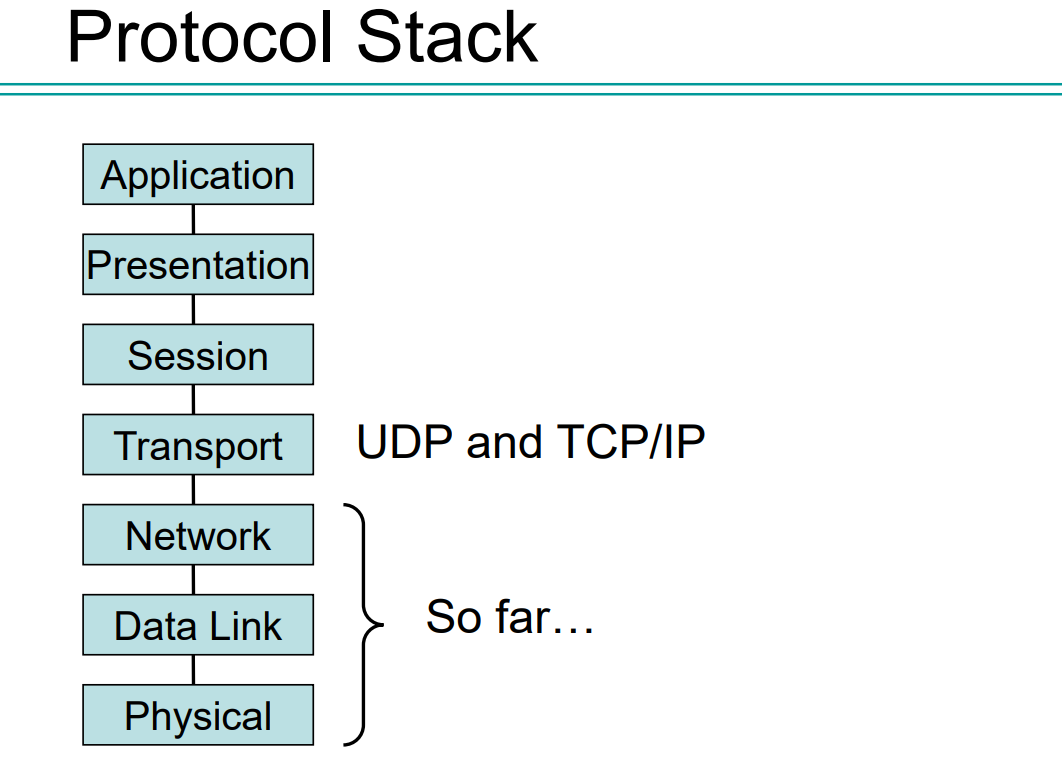 Protocol Stack
Application
Presentation
Session
Transport
UDP and TCP/IP
Network
Data Link
Physical
So far…